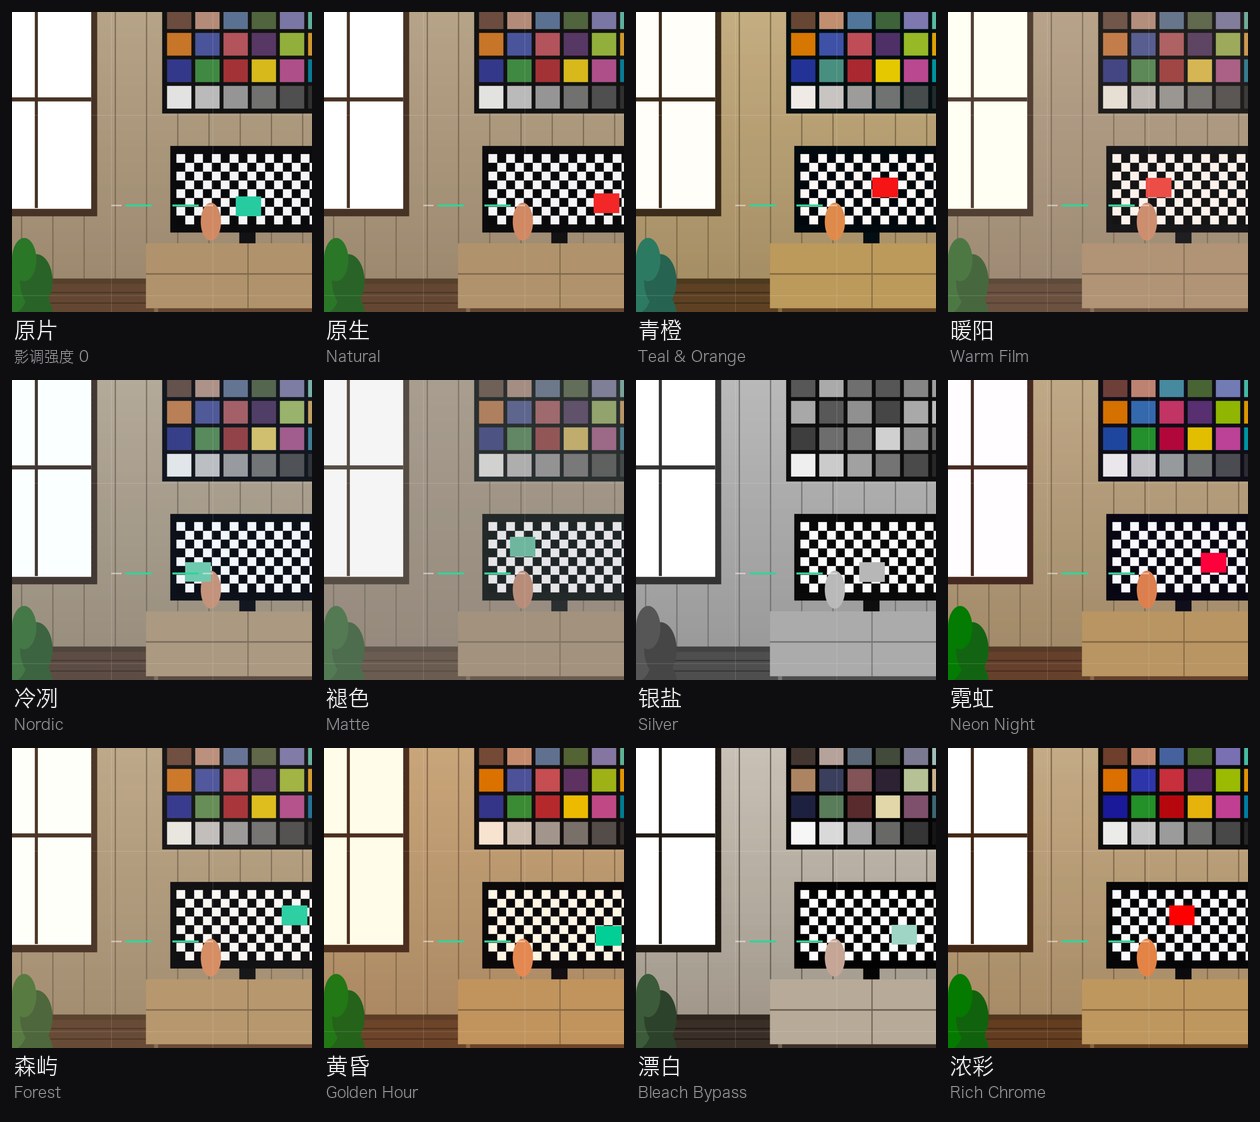 原片
影调强度 0
原生
Natural
青橙
Teal & Orange
暖阳
Warm Film
冷冽
Nordic
褪色
Matte
银盐
Silver
霓虹
Neon Night
森屿
Forest
黄昏
Golden Hour
漂白
Bleach Bypass
浓彩
Rich Chrome